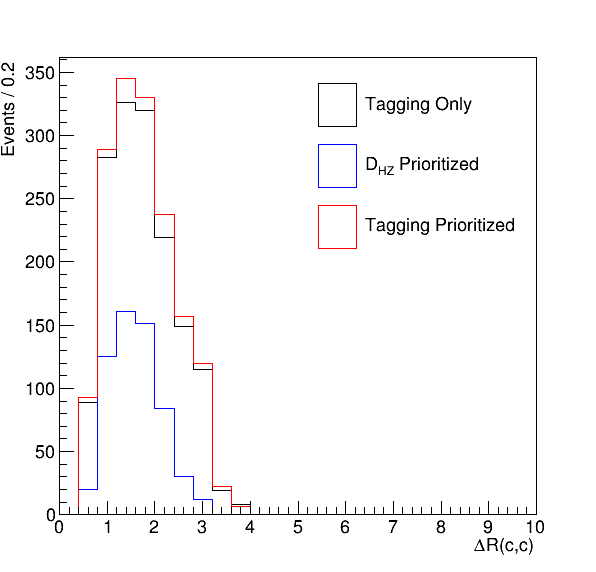 Events / 0.2
350
300
250
200
150
100
50
0
Tagging Only
D_HZ Prioritized
Tagging Prioritized
0 1 2 3 4 5 6 7 8 9 10
ΔR(c,c)